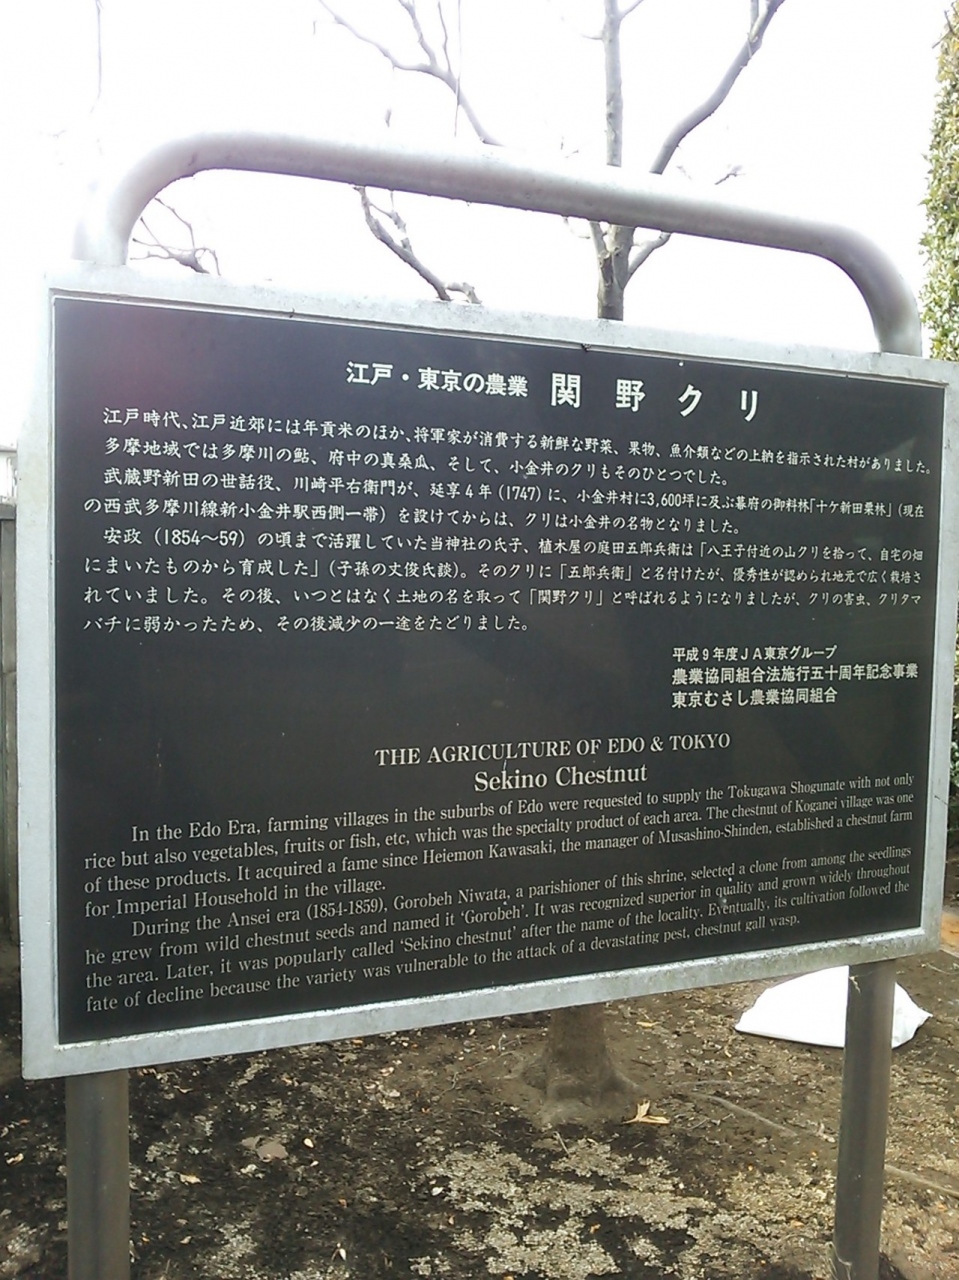 江戸・東京の農業 関野クリ
江戸時代、江戸近郊には年貢米のほか、将軍家が消費する新鮮な野菜、果物、魚介類などの上納を指示された村がありました。
多摩地域では多摩川の鮎、府中の真桑瓜、そして、小金井のクリもそのひとつでした。
武蔵野新田の世話役、川崎平右衛門が、延享4年(1747)に、小金井村に3,600坪に及ぶ幕府の御料林「十ケ新田栗林」(現在
の西武多摩川線新小金井駅西側一帯)を設けてからは、クリは小金井の名物となりました。
安政(1854〜59)の頃まで活躍していた当神社の氏子、植木屋の庭田五郎兵衛は「八王子付近の山クリを拾って、自宅の畑
にまいたものから育成した」(子孫の丈俊氏談)。そのクリに「五郎兵衛」と名付けたが、優秀性が認められ地元で広く栽培さ
れていました。その後、いつとはなく土地の名を取って「関野クリ」と呼ばれるようになりましたが、クリの害虫、クリタマ
バチに弱かったため、その後減少の一途をたどりました。
平成9年度JA東京グループ
農業協同組合法施行五十周年記念事業
東京むさし農業協同組合
THE AGRICULTURE OF EDO & TOKYO
Sekino Chestnut
In the Edo Era, farming villages in the suburbs of Edo were requested to supply the Tokugawa Shogunate with not only
rice but also vegetables, fruits or fish, etc, which was the specialty product of each area. The chestnut of Koganei village was one
of these products. It acquired a fame since Heiemon Kawasaki, the manager of Musashino-Shinden, established a chestnut farm
for Imperial Household in the village.
During the Ansei era (1854-1859), Gorobeh Niwata, a parishioner of this shrine, selected a clone from among the seedlings
he grew from wild chestnut seeds and named it 'Gorobeh'. It was recognized superior in quality and grown widely throughout
the area. Later, it was popularly called 'Sekino chestnut' after the name of the locality. Eventually, its cultivation followed the
fate of decline because the variety was vulnerable to the attack of a devastating pest, chestnut gall wasp.